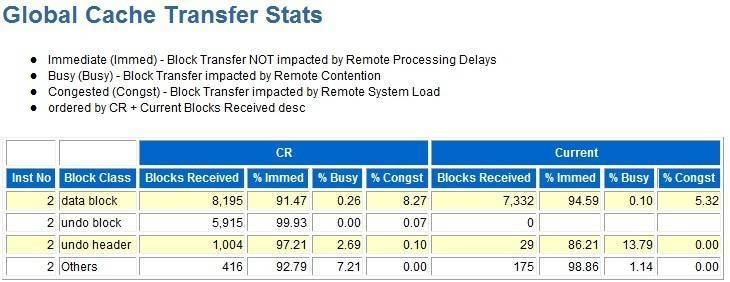 Global Cache Transfer Stats
Immediate (Immed) - Block Transfer NOT impacted by Remote Processing Delays
Busy (Busy) - Block Transfer impacted by Remote Contention
Congested (Congst) - Block Transfer impacted by Remote System Load
ordered by CR + Current Blocks Received desc
CR Current
Inst No Block Class Blocks Received % Immed % Busy % Congst Blocks Received % Immed % Busy % Congst
2 data block 8,195 91.47 0.26 8.27 7,332 94.59 0.10 5.32
2 undo block 5,915 99.93 0.00 0.07 0
2 undo header 1,004 97.21 2.69 0.10 29 86.21 13.79 0.00
2 Others 416 92.79 7.21 0.00 175 98.86 1.14 0.00